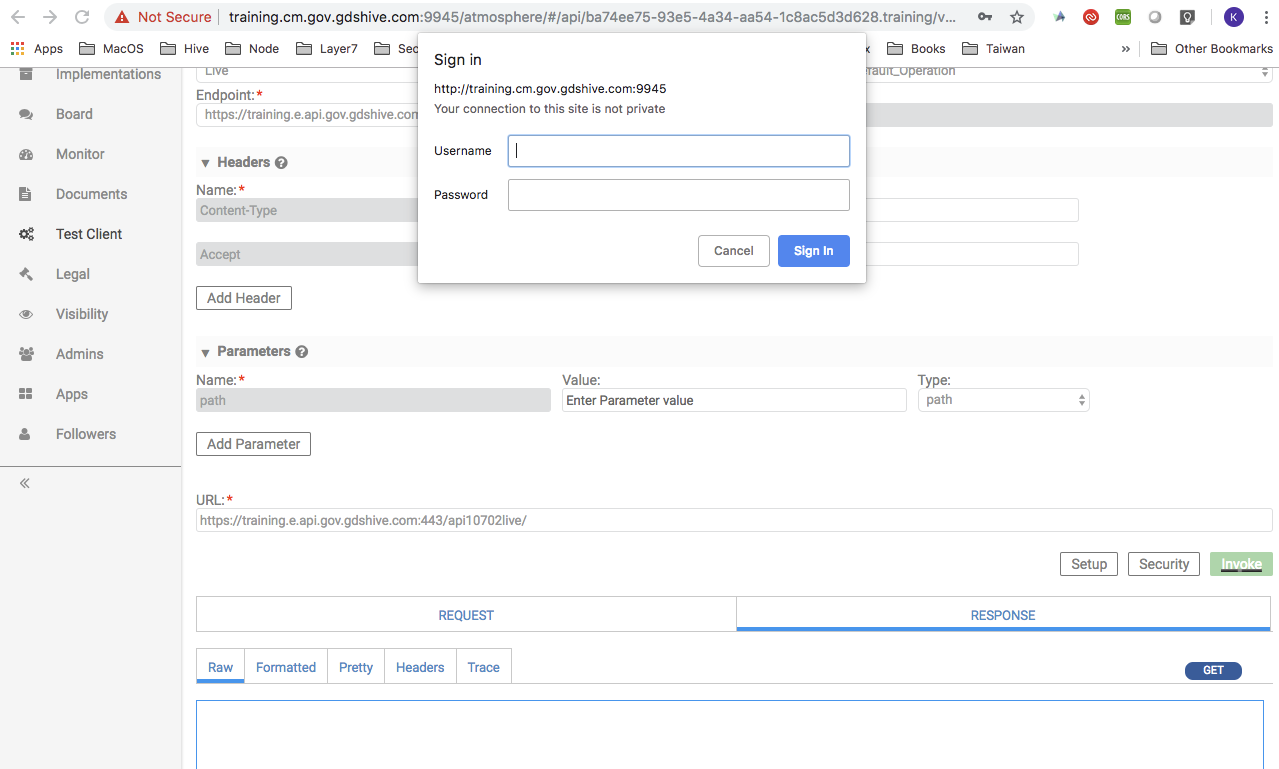 Not Secure training.cm.gov.gdshive.com:9945/atmosphere/#/api/ba74ee75-93e5-4a34-aa54-1c8ac5d3d628.training/v...
CORS
K
Apps MacOS Hive Node Layer7 Sec x Books Taiwan » Other Bookmarks
Sign in
http://training.cm.gov.gdshive.com:9945
Your connection to this site is not private
Username
Password
Cancel Sign In
Implementations
Board
Monitor
Documents
Test Client
Legal
Visibility
Admins
Apps
Followers
Live
fault_Operation
Endpoint:*
https://training.e.api.gov.gdshive.com
Headers ?
Name:*
Content-Type
Accept
Add Header
Parameters ?
Name:* Value: Type:
path Enter Parameter value path
Add Parameter
URL:*
https://training.e.api.gov.gdshive.com:443/api10702live/
Setup Security Invoke
REQUEST RESPONSE
Raw Formatted Pretty Headers Trace GET